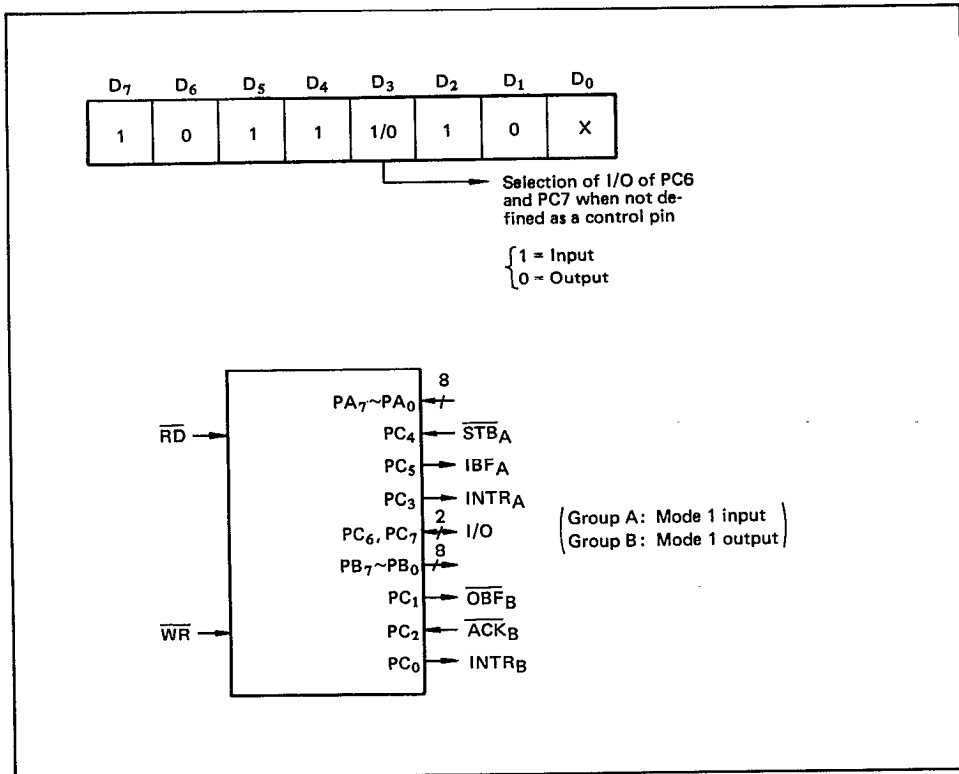 D7 D6 D5 D4 D3 D2 D1 D0
1 0 1 1 1/0 1 0 X
Selection of I/O of PC6
and PC7 when not de-
fined as a control pin
1 = Input
0 = Output
8
PA7~PA0
RD
PC4 STBA
PC5 IBFA
PC3 INTRA
2
PC6, PC7 I/O
(Group A: Mode 1 input
Group B: Mode 1 output)
8
PB7~PB0
PC1 OBFB
WR
PC2 ACKB
PC0 INTRB